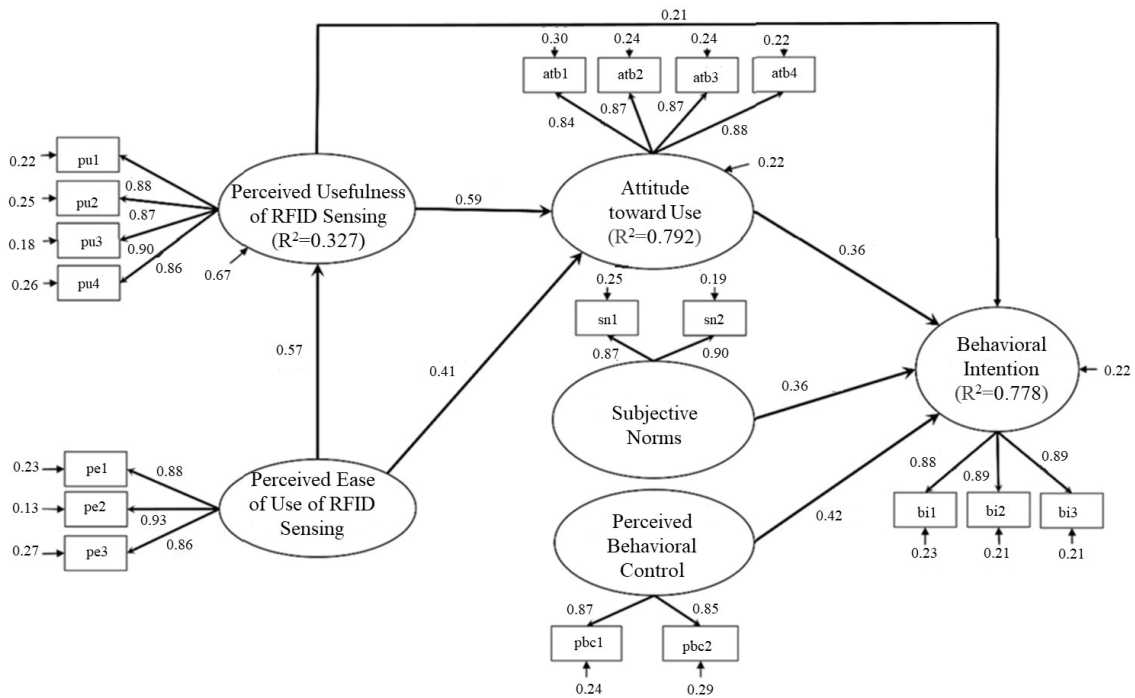 0.21
0.30
0.24
0.24
0.22
atb1
atb2
atb3
atb4
0.84
0.87
0.87
0.88
0.22
pu1
0.25
pu2
0.18
pu3
0.26
pu4
0.88
0.87
0.90
0.86
Perceived Usefulness
of RFID Sensing
(R²=0.327)
0.67
0.59
Attitude
toward Use
(R²=0.792)
0.22
0.36
0.25
0.19
sn1
sn2
0.87
0.90
0.57
0.41
Subjective
Norms
0.36
Behavioral
Intention
(R²=0.778)
0.22
0.23
pe1
0.13
pe2
0.27
pe3
0.88
0.93
0.86
Perceived Ease
of Use of RFID
Sensing
Perceived
Behavioral
Control
0.42
0.88
0.89
0.89
bi1
bi2
bi3
0.23
0.21
0.21
0.87
0.85
pbc1
pbc2
0.24
0.29